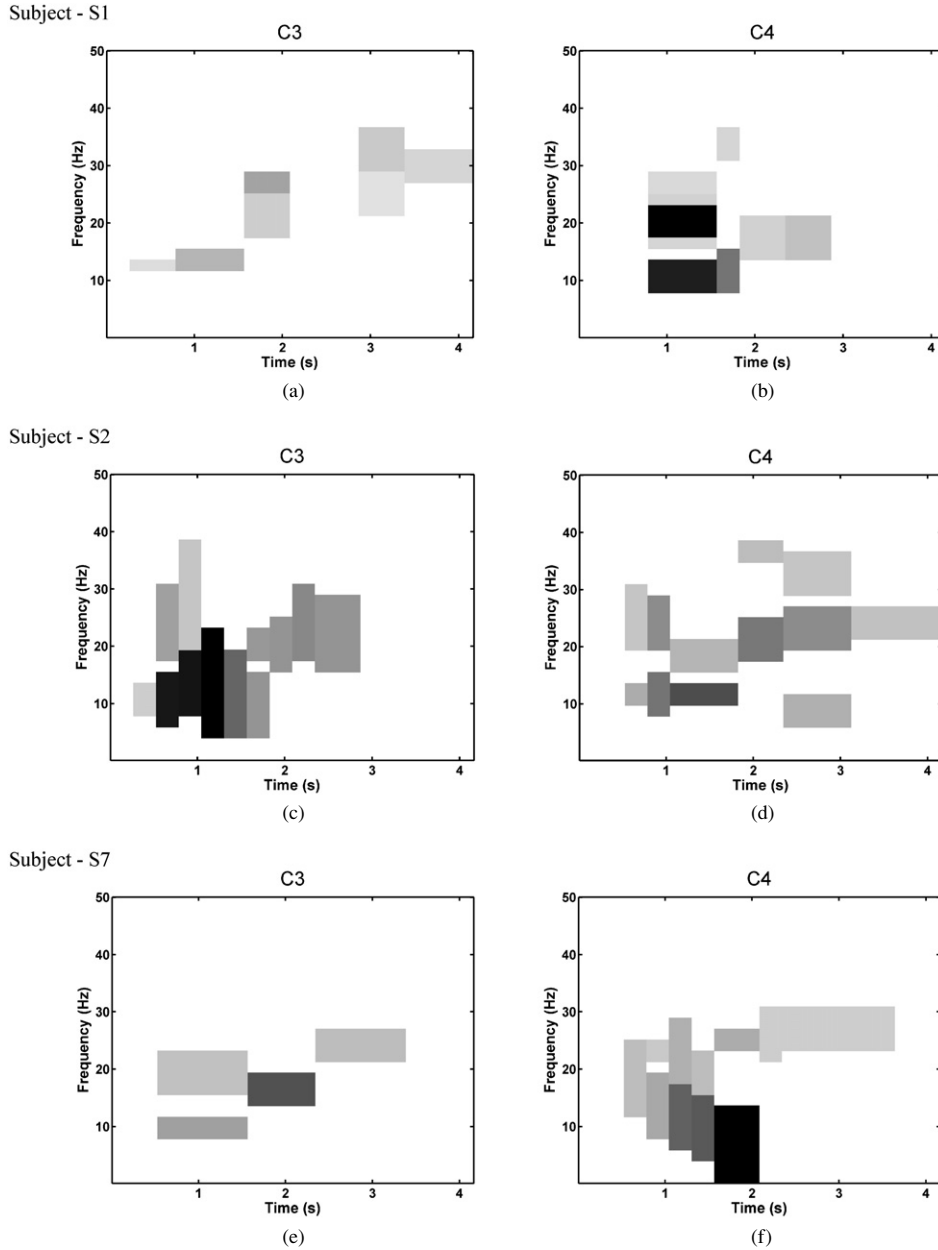 Subject - S1
C3
C4
50
40
30
20
10
Frequency (Hz)
1 2 3 4
Time (s)
50
40
30
20
10
Frequency (Hz)
1 2 3 4
Time (s)
(a)
(b)
Subject - S2
C3
C4
50
40
30
20
10
Frequency (Hz)
1 2 3 4
Time (s)
50
40
30
20
10
Frequency (Hz)
1 2 3 4
Time (s)
(c)
(d)
Subject - S7
C3
C4
50
40
30
20
10
Frequency (Hz)
1 2 3 4
Time (s)
50
40
30
20
10
Frequency (Hz)
1 2 3 4
Time (s)
(e)
(f)